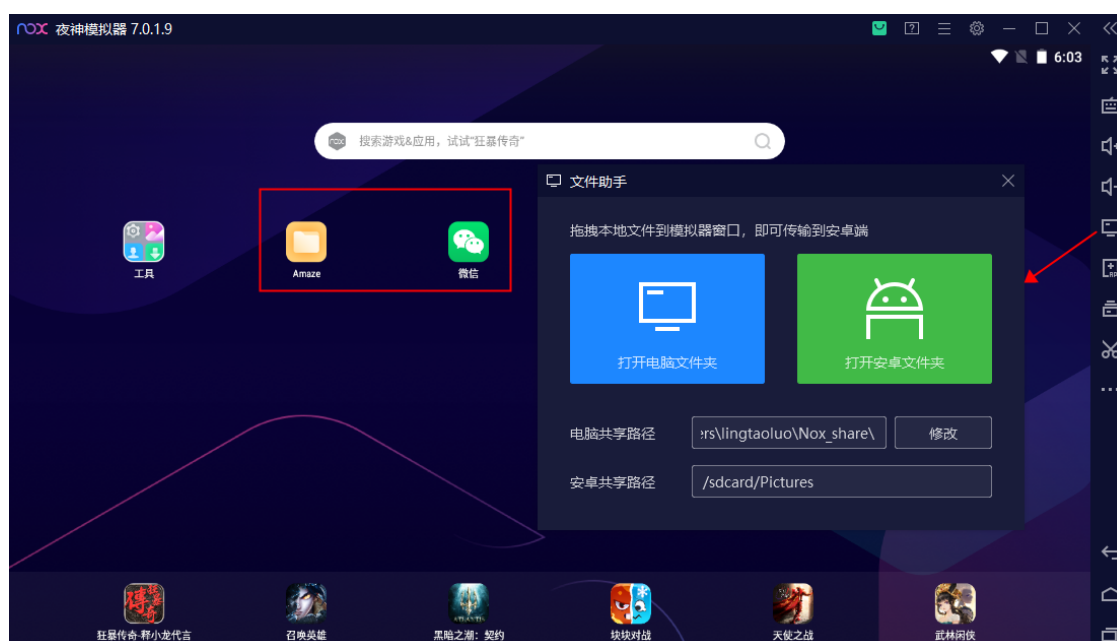 nox 夜神模拟器 7.0.1.9
6:03
搜索游戏&应用，试试"狂暴传奇"
文件助手
拖拽本地文件到模拟器窗口，即可传输到安卓端
工具
Amaze
微信
打开电脑文件夹
打开安卓文件夹
电脑共享路径
ers\lingtaoluo\Nox_share\
修改
安卓共享路径
/sdcard/Pictures
狂暴传奇-释小龙代言
召唤英雄
黑暗之潮：契约
块块对战
天使之战
武林闲侠